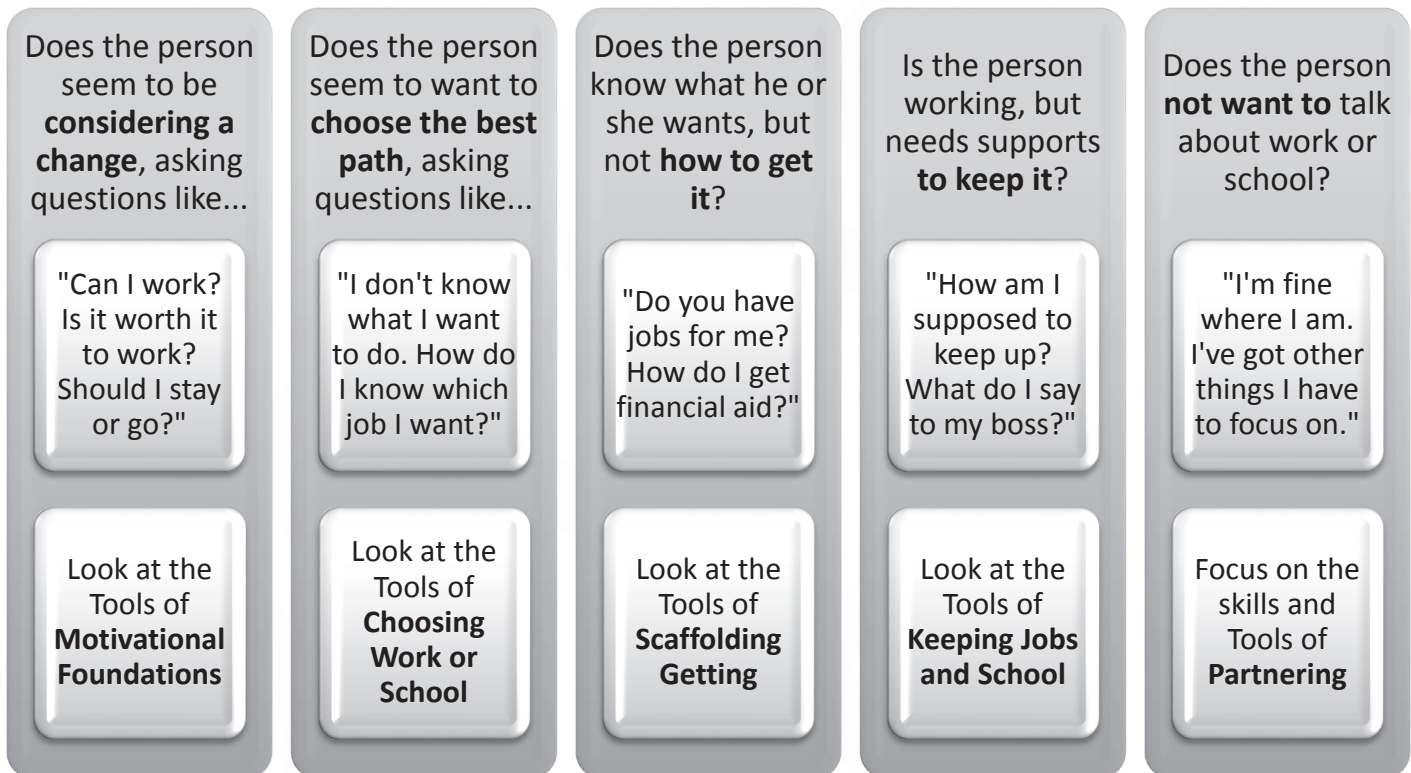 Does the person
seem to be
considering a
change, asking
questions like...
"Can I work?
Is it worth it
to work?
Should I stay
or go?"
Look at the
Tools of
Motivational
Foundations
Does the person
seem to want to
choose the best
path, asking
questions like...
"I don't know
what I want
to do. How do
I know which
job I want?"
Look at the
Tools of
Choosing
Work or
School
Does the person
know what he or
she wants, but
not how to get
it?
"Do you have
jobs for me?
How do I get
financial aid?"
Look at the
Tools of
Scaffolding
Getting
Is the person
working, but
needs supports
to keep it?
"How am I
supposed to
keep up?
What do I say
to my boss?"
Look at the
Tools of
Keeping Jobs
and School
Does the person
not want to talk
about work or
school?
"I'm fine
where I am.
I've got other
things I have
to focus on."
Focus on the
skills and
Tools of
Partnering